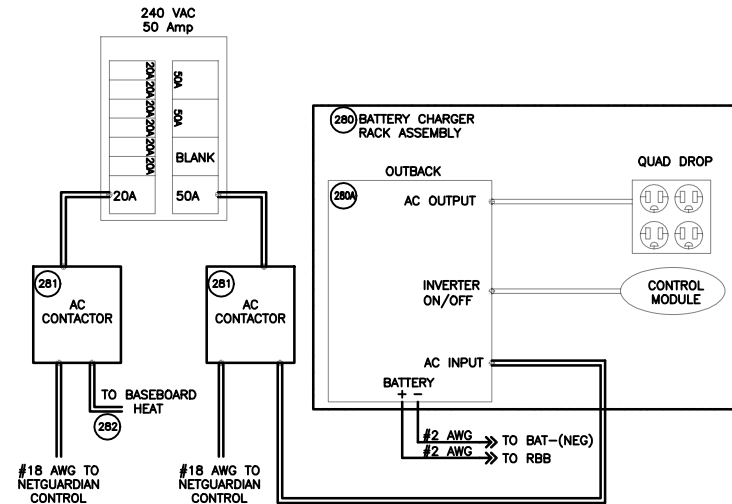 240 VAC
50 Amp
20A
20A
20A
20A
20A
20A
50A
50A
BLANK
20A
50A
280
BATTERY CHARGER
RACK ASSEMBLY
OUTBACK
280A
AC OUTPUT
QUAD DROP
INVERTER
ON/OFF
CONTROL
MODULE
AC INPUT
BATTERY
+ −
281
AC
CONTACTOR
281
AC
CONTACTOR
TO BASEBOARD
HEAT
282
#2 AWG
TO BAT-(NEG)
#2 AWG
TO RBB
#18 AWG TO
NETGUARDIAN
CONTROL
#18 AWG TO
NETGUARDIAN
CONTROL